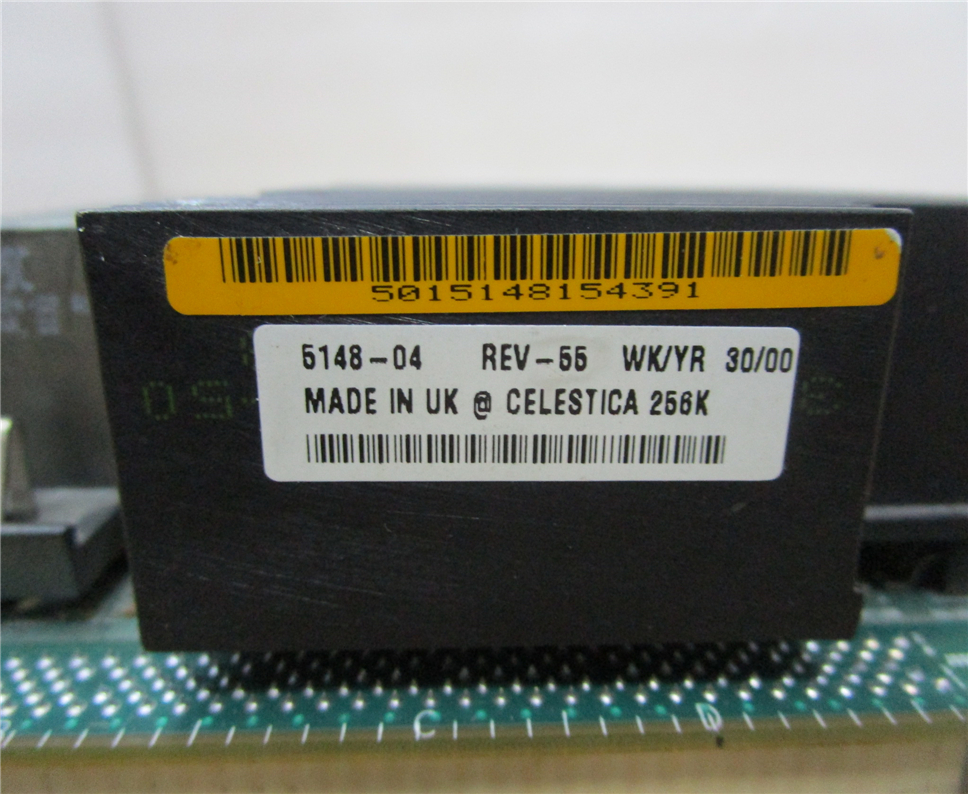 5015148154391
5148-04 REV-55 WK/YR 30/00
MADE IN UK @ CELESTICA 256K
C D